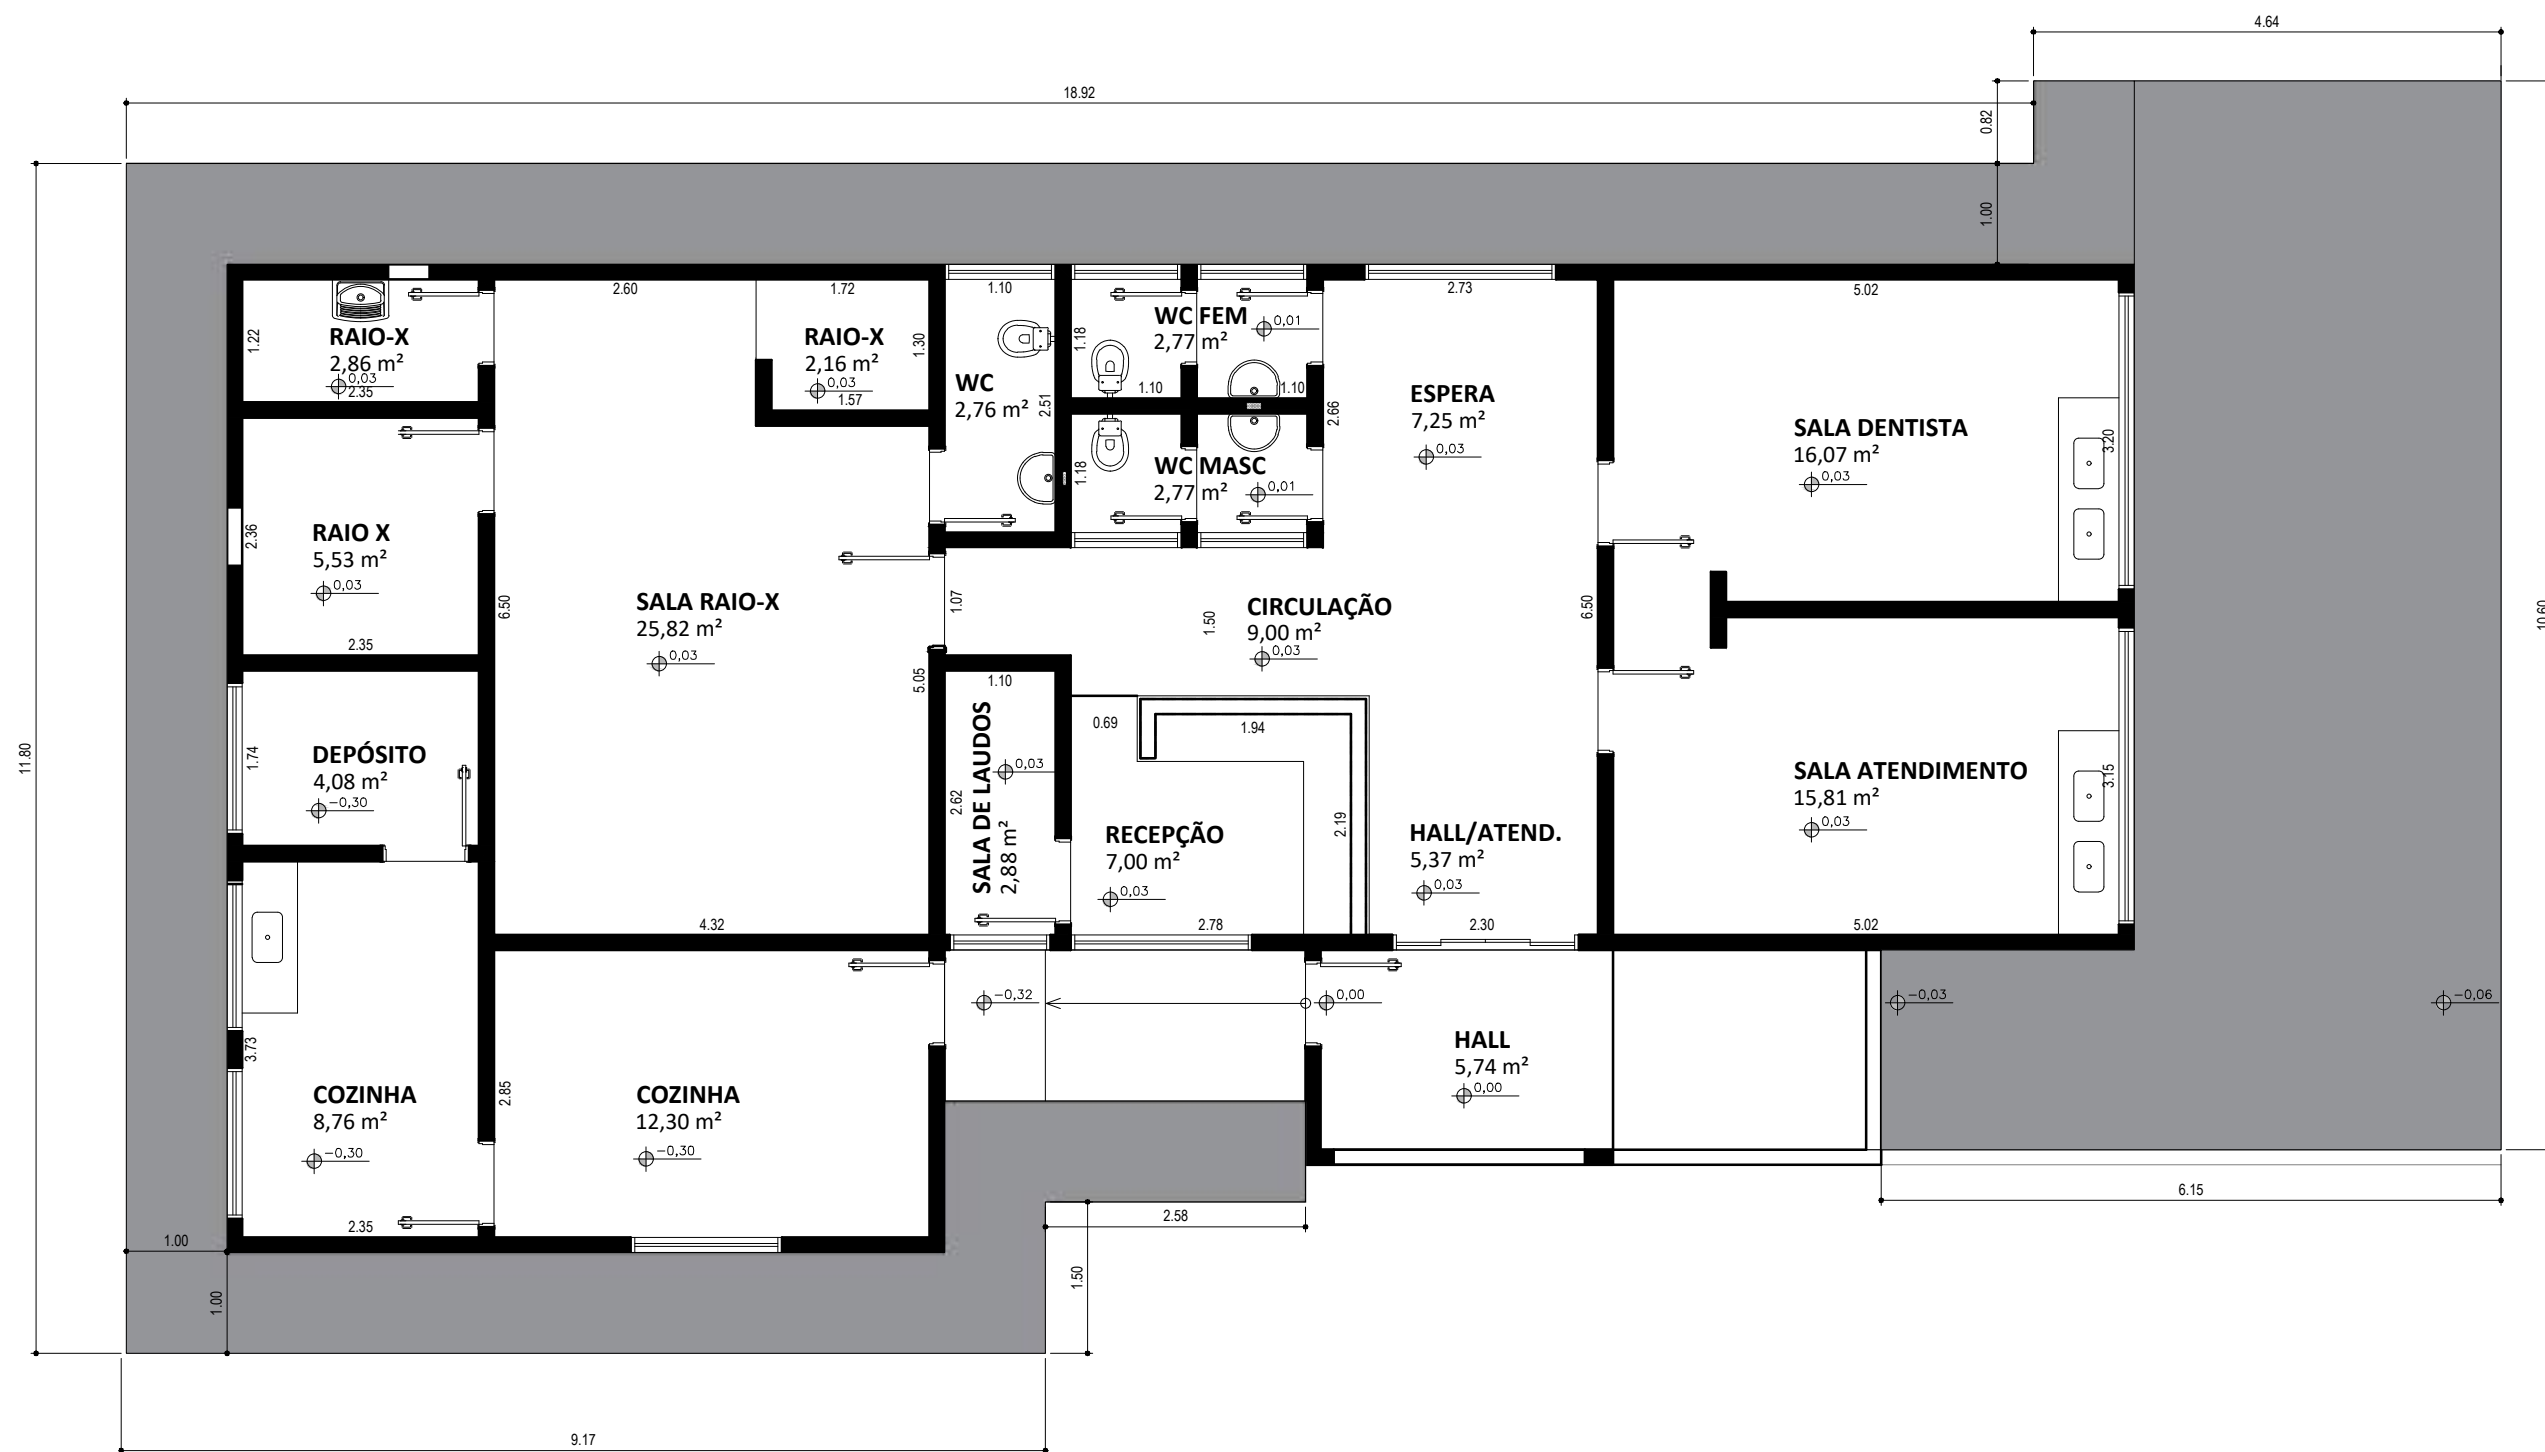 4.64
18.92
0.82
1.00
2.60
1.72
1.10
2.73
5.02
RAIO-X
2,86 m²
0,03
2.35
1.22
RAIO-X
2,16 m²
0,03
1.57
1.30
WC
2,76 m²
2.51
WC FEM
2,77 m²
0,01
1.18
1.10
1.10
WC MASC
2,77 m²
0,01
1.18
2.66
ESPERA
7,25 m²
0,03
SALA DENTISTA
16,07 m²
0,03
3.20
RAIO X
5,53 m²
0,03
2.36
2.35
SALA RAIO-X
25,82 m²
0,03
6.50
1.07
1.50
CIRCULAÇÃO
9,00 m²
0,03
6.50
10.60
5.05
1.10
0.69
1.94
DEPÓSITO
4,08 m²
-0,30
1.74
11.80
SALA DE LAUDOS
2,88 m²
0,03
2.62
RECEPÇÃO
7,00 m²
0,03
2.19
HALL/ATEND.
5,37 m²
0,03
SALA ATENDIMENTO
15,81 m²
0,03
3.15
4.32
2.78
2.30
5.02
-0,32
0,00
-0,03
-0,06
HALL
5,74 m²
0,00
3.73
COZINHA
8,76 m²
-0,30
2.85
COZINHA
12,30 m²
-0,30
6.15
2.35
2.58
1.00
1.00
1.50
9.17